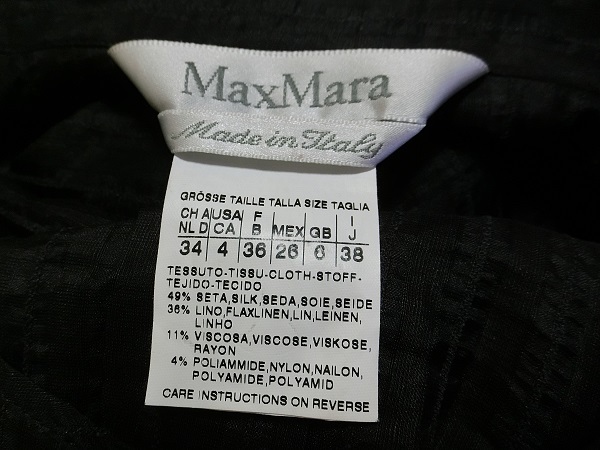 MaxMara
Made in Italy
GRÖSSE TAILLE TALLA SIZE TAGLIA
CH A USA F I
NL D CA B MEX GB J
34 4 36 26 6 38
TESSUTO-TISSU-CLOTH-STOFF-
TEJIDO-TECIDO
49% SETA,SILK,SEDA,SOIE,SEIDE
36% LINO,FLAXLINEN,LIN,LEINEN,
LINHO
11% VISCOSA,VISCOSE,VISKOSE,
RAYON
4% POLIAMMIDE,NYLON,NAILON,
POLYAMIDE,POLYAMID
CARE INSTRUCTIONS ON REVERSE